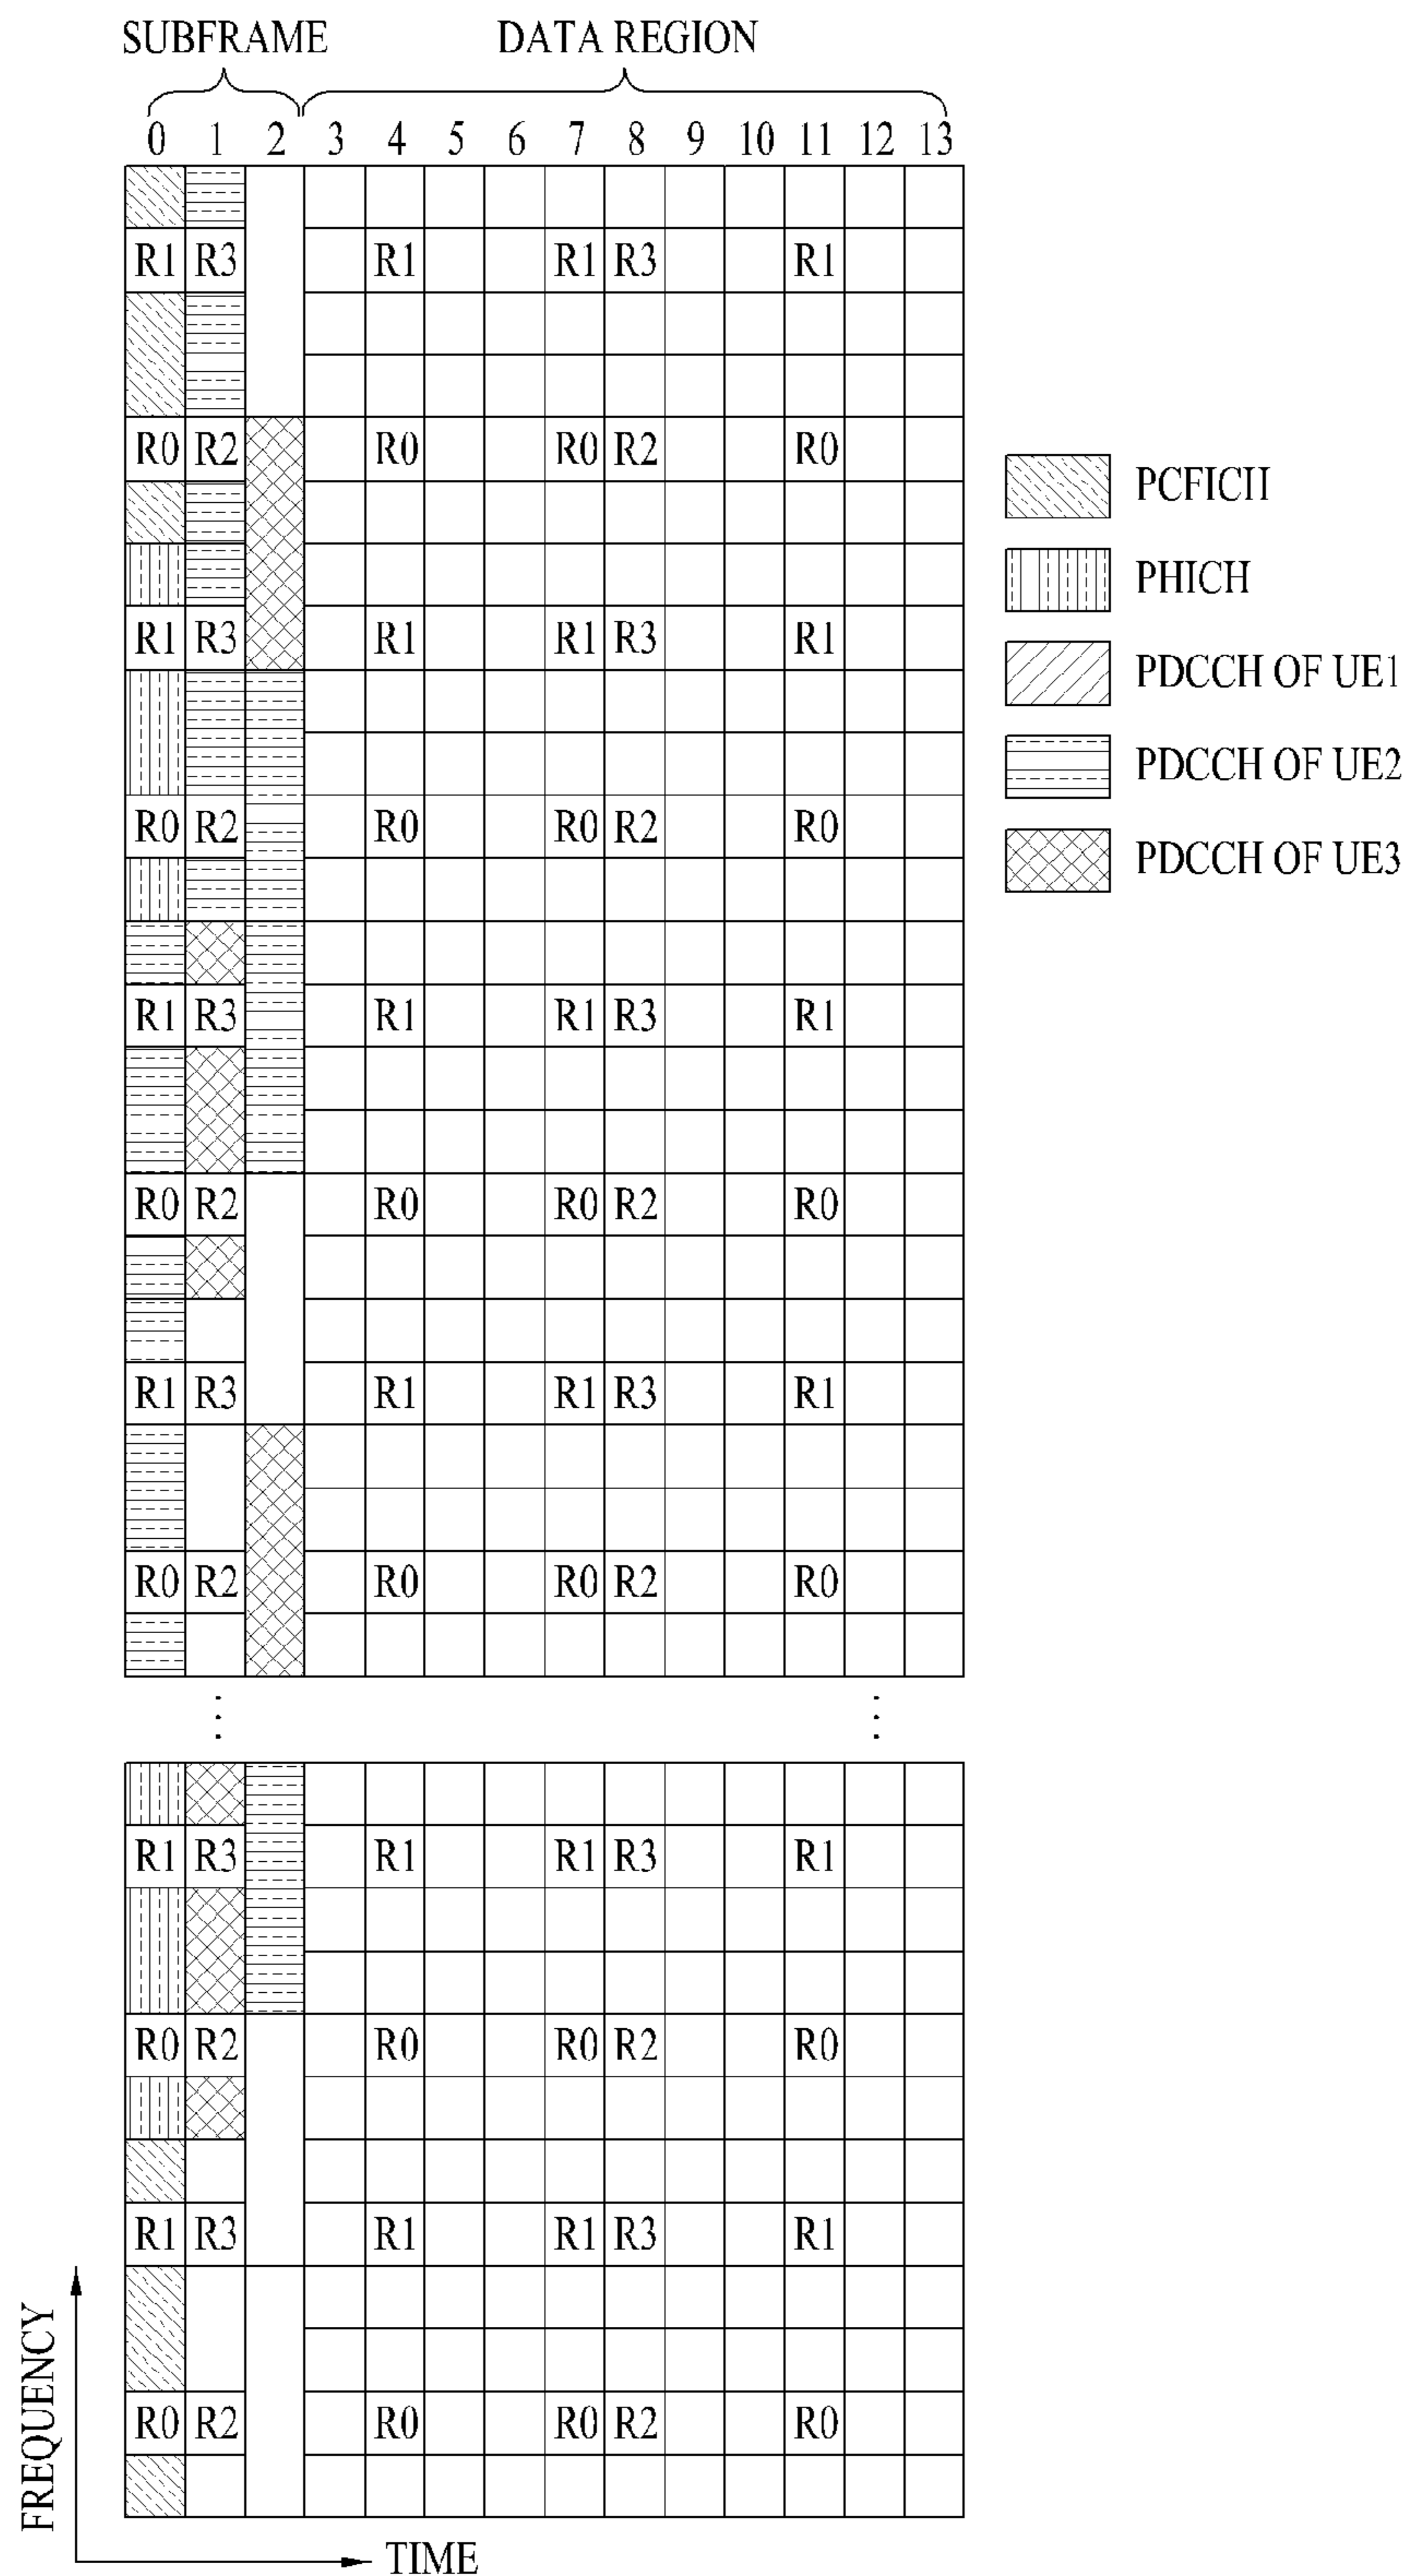 SUBFRAME DATA REGION
0 1 2 3 4 5 6 7 8 9 10 11 12 13
R1 R3 R1 R1 R3 R1
R0 R2 R0 R0 R2 R0
PCFICII
PHICH
R1 R3 R1 R1 R3 R1
PDCCH OF UE1
PDCCH OF UE2
R0 R2 R0 R0 R2 R0
PDCCH OF UE3
R1 R3 R1 R1 R3 R1
R0 R2 R0 R0 R2 R0
R1 R3 R1 R1 R3 R1
R0 R2 R0 R0 R2 R0
R1 R3 R1 R1 R3 R1
R0 R2 R0 R0 R2 R0
R1 R3 R1 R1 R3 R1
R0 R2 R0 R0 R2 R0
FREQUENCY
TIME